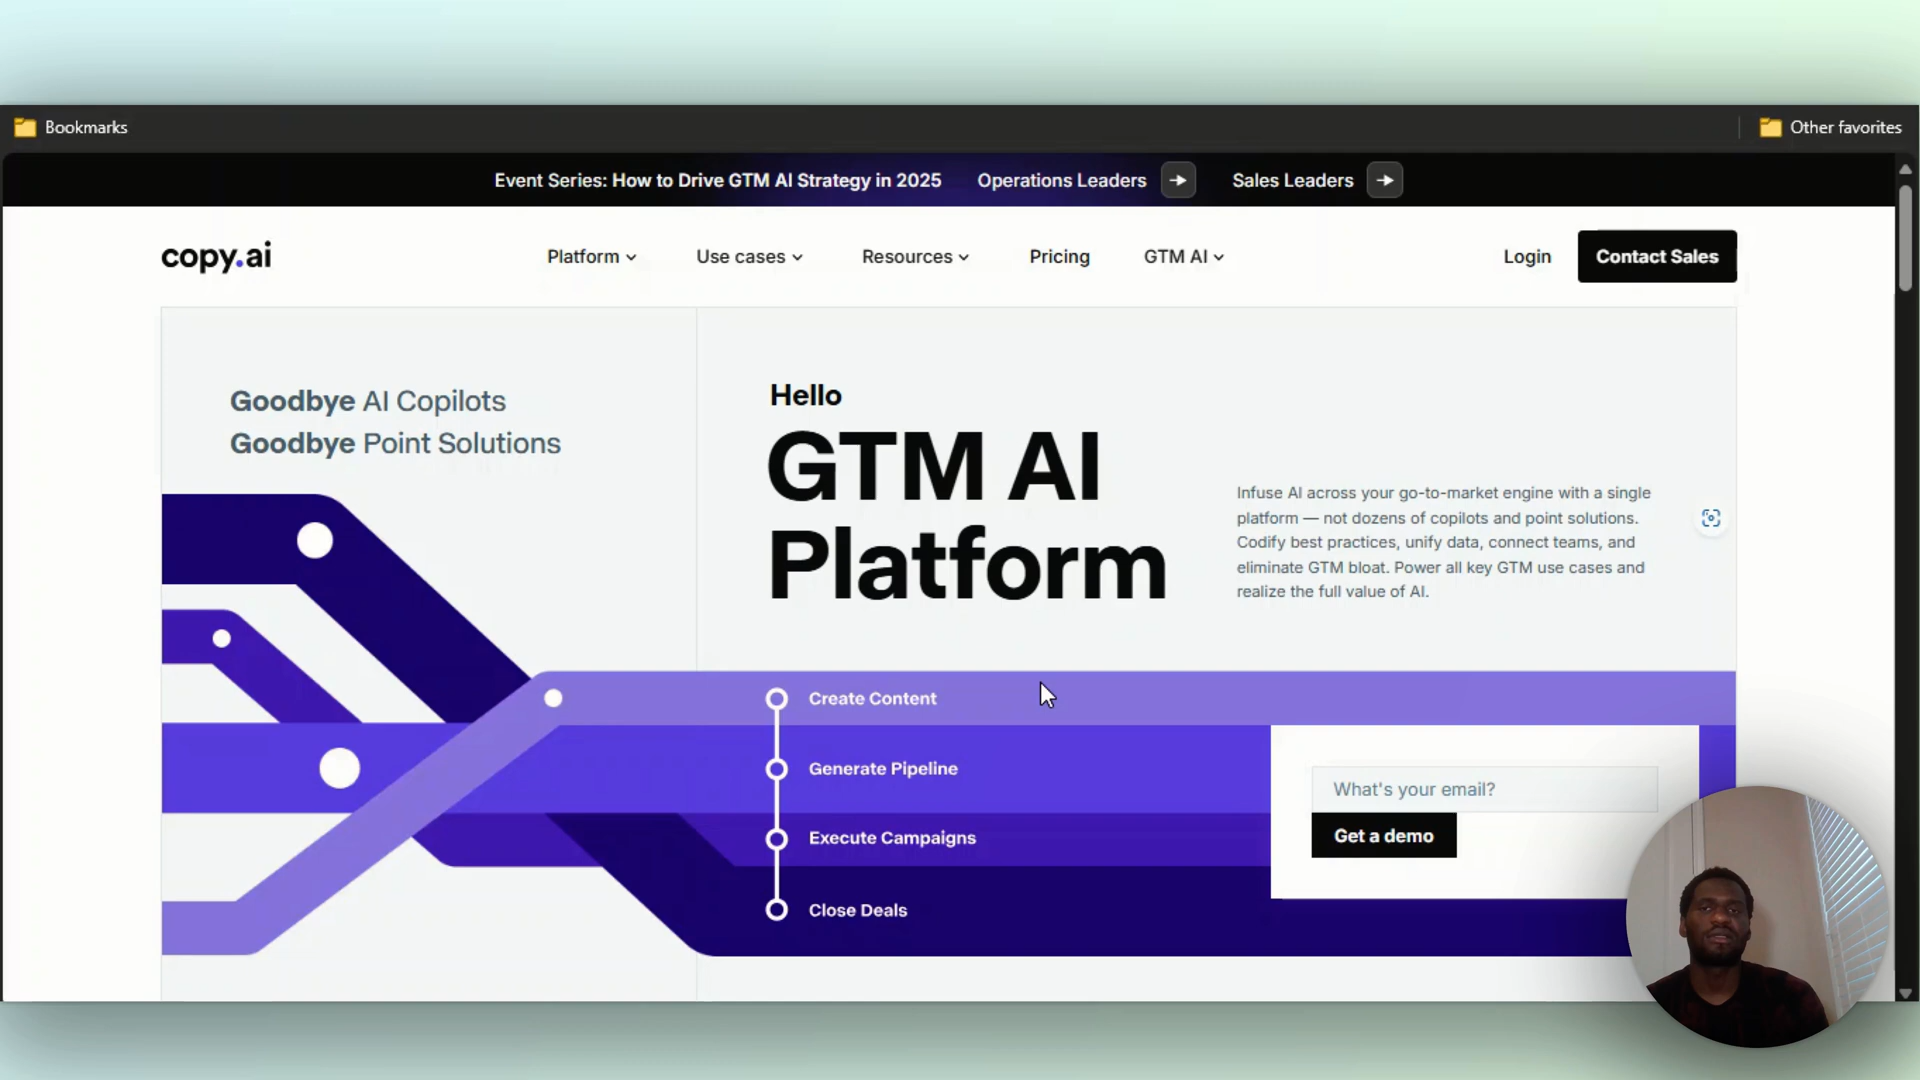 Bookmarks
Other favorites
Event Series: How to Drive GTM AI Strategy in 2025
Operations Leaders
Sales Leaders
copy.ai
Platform
Use cases
Resources
Pricing
GTM AI
Login
Contact Sales
Goodbye AI Copilots
Goodbye Point Solutions
Hello
GTM AI
Platform
Infuse AI across your go-to-market engine with a single
platform — not dozens of copilots and point solutions.
Codify best practices, unify data, connect teams, and
eliminate GTM bloat. Power all key GTM use cases and
realize the full value of AI.
Create Content
Generate Pipeline
Execute Campaigns
Close Deals
What's your email?
Get a demo